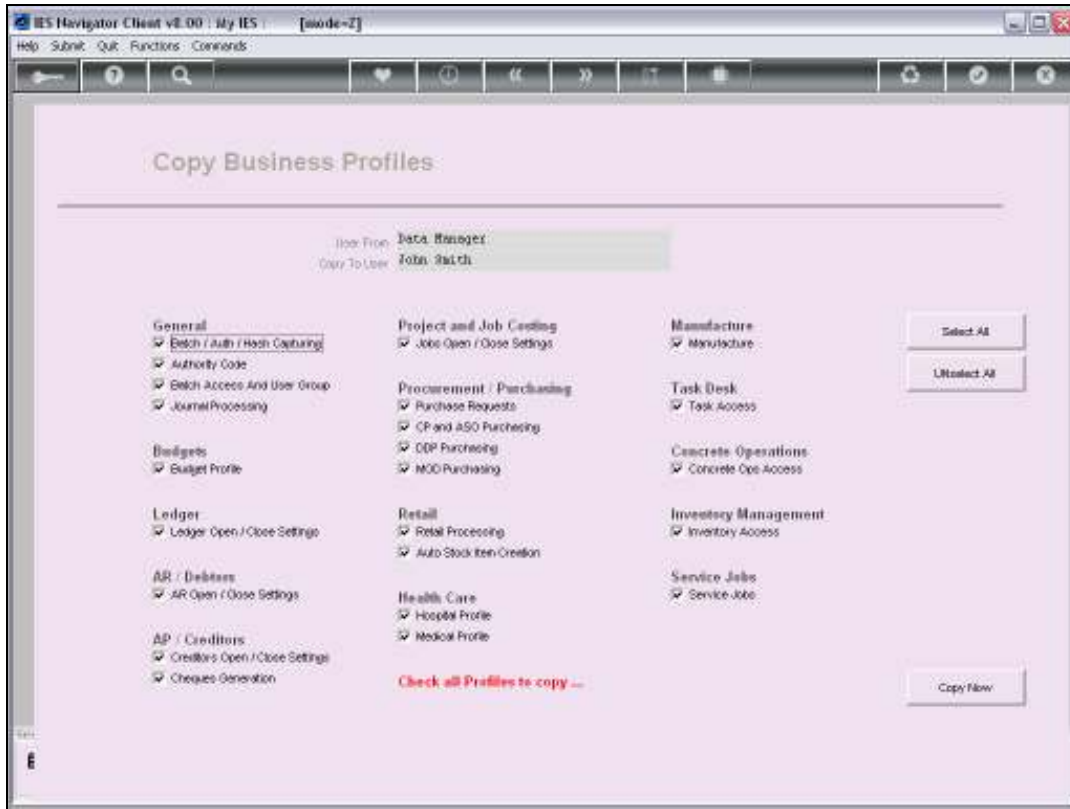 IES Navigator Client v8.00 : My IES : [mode=Z]
Help Submit Quit Functions Commands
Copy Business Profiles
User From Data Manager
Copy To User John Smith
General
Batch / Auth / Hash Capturing
Authority Code
Batch Access And User Group
Journal Processing
Budgets
Budget Profile
Ledger
Ledger Open / Close Settings
AR / Debtors
AR Open / Close Settings
AP / Creditors
Creditors Open / Close Settings
Cheques Generation
Project and Job Costing
Jobs Open / Close Settings
Procurement / Purchasing
Purchase Requests
CP and ASO Purchasing
ODP Purchasing
MOD Purchasing
Retail
Retail Processing
Auto Stock Item Creation
Health Care
Hospital Profile
Medical Profile
Check all Profiles to copy ...
Manufacture
Manufacture
Task Desk
Task Access
Concrete Operations
Concrete Ops Access
Inventory Management
Inventory Access
Service Jobs
Service Jobs
Select All
UNselect All
Copy Now